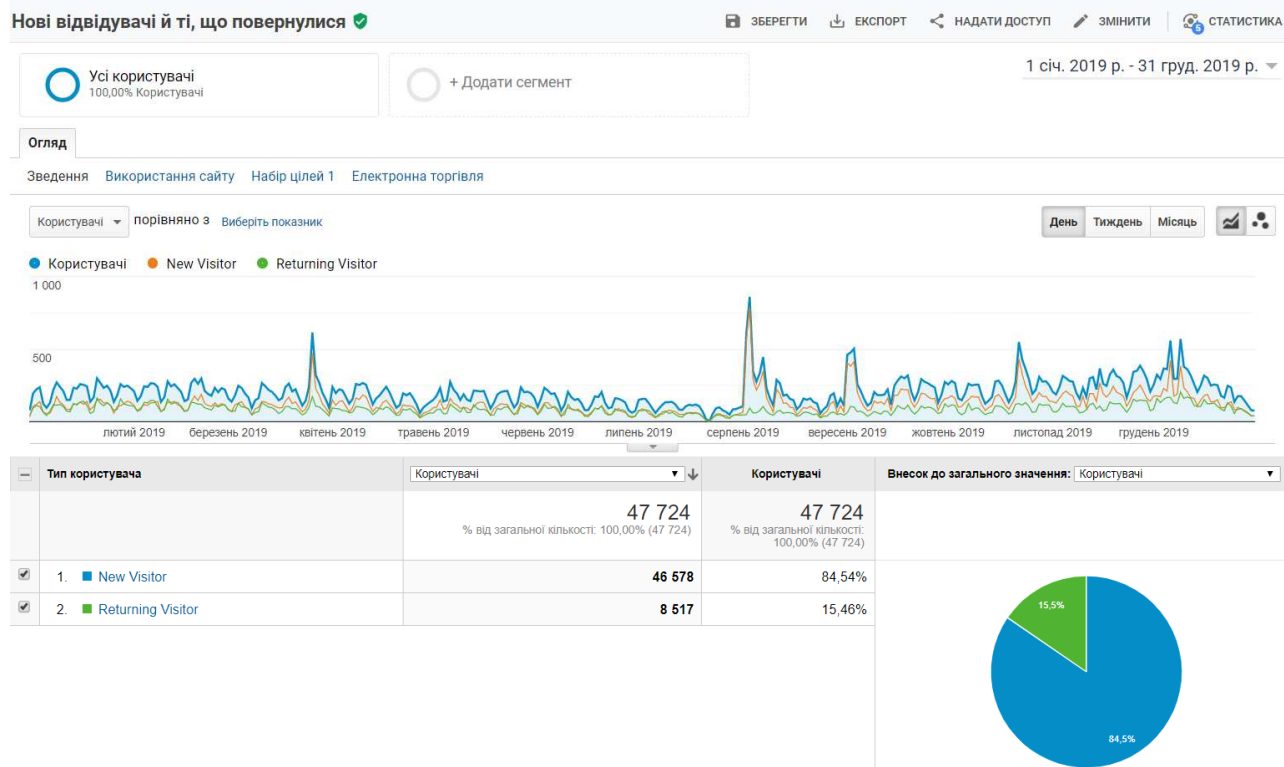 Нові відвідувачі й ті, що повернулися
ЗБЕРЕГТИ ЕКСПОРТ НАДАТИ ДОСТУП ЗМІНИТИ 5 СТАТИСТИКА
Усі користувачі
100,00% Користувачі
+ Додати сегмент
1 січ. 2019 р. - 31 груд. 2019 р.
Огляд
Зведення Використання сайту Набір цілей 1 Електронна торгівля
Користувачі порівняно з Виберіть показник
День Тиждень Місяць
Користувачі New Visitor Returning Visitor
1 000
500
лютий 2019 березень 2019 квітень 2019 травень 2019 червень 2019 липень 2019 серпень 2019 вересень 2019 жовтень 2019 листопад 2019 грудень 2019
Тип користувача Користувачі Користувачі Внесок до загального значення: Користувачі
47 724 47 724
% від загальної кількості: 100,00% (47 724) % від загальної кількості:
100,00% (47 724)
1. New Visitor 46 578 84,54%
2. Returning Visitor 8 517 15,46%
15,5%
84,5%